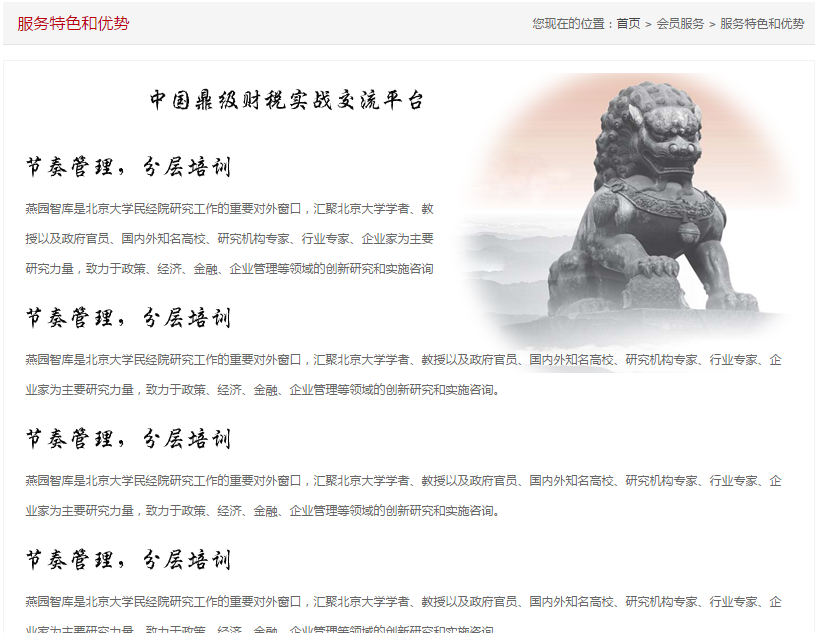 服务特色和优势
您现在的位置：首页 > 会员服务 > 服务特色和优势
中国鼎级财税实战交流平台
节奏管理，分层培训
燕园智库是北京大学民经院研究工作的重要对外窗口，汇聚北京大学学者、教
授以及政府官员、国内外知名高校、研究机构专家、行业专家、企业家为主要
研究力量，致力于政策、经济、金融、企业管理等领域的创新研究和实施咨询
节奏管理，分层培训
燕园智库是北京大学民经院研究工作的重要对外窗口，汇聚北京大学学者、教授以及政府官员、国内外知名高校、研究机构专家、行业专家、企
业家为主要研究力量，致力于政策、经济、金融、企业管理等领域的创新研究和实施咨询。
节奏管理，分层培训
燕园智库是北京大学民经院研究工作的重要对外窗口，汇聚北京大学学者、教授以及政府官员、国内外知名高校、研究机构专家、行业专家、企
业家为主要研究力量，致力于政策、经济、金融、企业管理等领域的创新研究和实施咨询。
节奏管理，分层培训
燕园智库是北京大学民经院研究工作的重要对外窗口，汇聚北京大学学者、教授以及政府官员、国内外知名高校、研究机构专家、行业专家、企
业家为主要研究力量，致力于政策、经济、金融、企业管理等领域的创新研究和实施咨询。